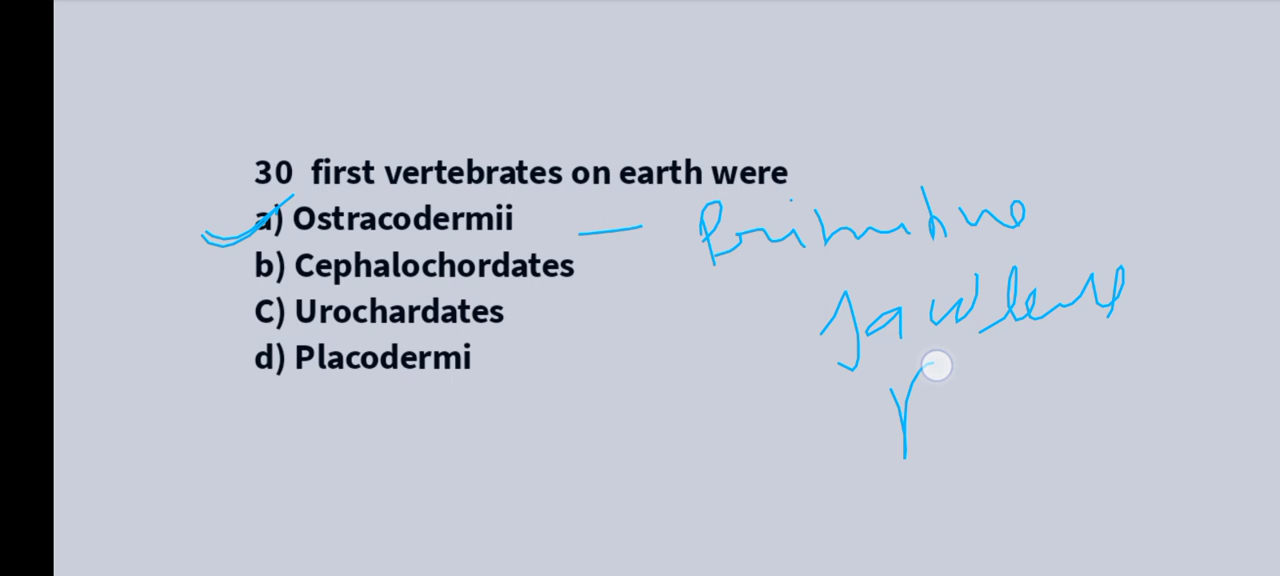 30 first vertebrates on earth were
a) Ostracodermii — Primitive
b) Cephalochordates
Jawless
C) Urochardates
d) Placodermi